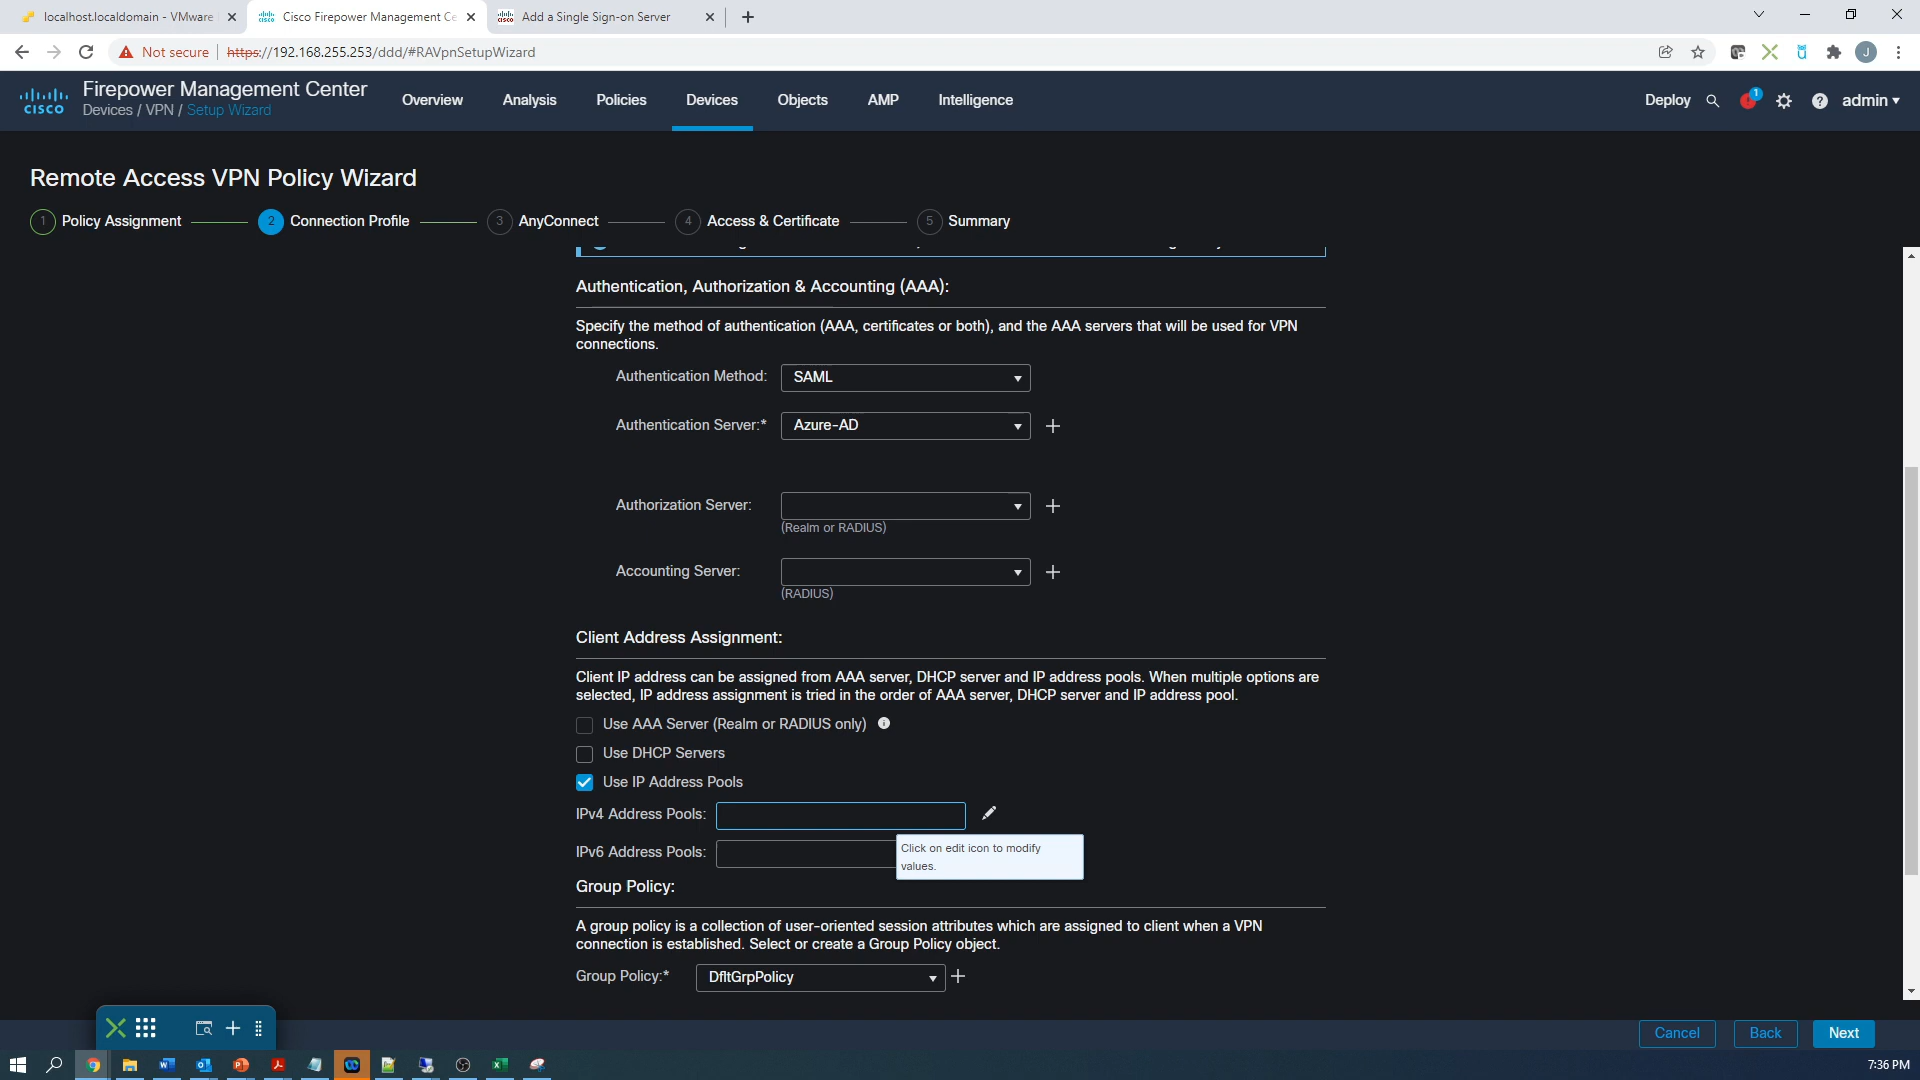 localhost.localdomain - VMware
Cisco Firepower Management Ce
Add a Single Sign-on Server
Not secure
https://192.168.255.253/ddd/#RAVpnSetupWizard
J
CISCO
Firepower Management Center
Devices / VPN / Setup Wizard
Overview
Analysis
Policies
Devices
Objects
AMP
Intelligence
Deploy
1
admin
Remote Access VPN Policy Wizard
1 Policy Assignment
2 Connection Profile
3 AnyConnect
4 Access & Certificate
5 Summary
Authentication, Authorization & Accounting (AAA):
Specify the method of authentication (AAA, certificates or both), and the AAA servers that will be used for VPN
connections.
Authentication Method: SAML
Authentication Server:* Azure-AD
Authorization Server:
(Realm or RADIUS)
Accounting Server:
(RADIUS)
Client Address Assignment:
Client IP address can be assigned from AAA server, DHCP server and IP address pools. When multiple options are
selected, IP address assignment is tried in the order of AAA server, DHCP server and IP address pool.
Use AAA Server (Realm or RADIUS only)
Use DHCP Servers
Use IP Address Pools
IPv4 Address Pools:
IPv6 Address Pools:
Click on edit icon to modify
values.
Group Policy:
A group policy is a collection of user-oriented session attributes which are assigned to client when a VPN
connection is established. Select or create a Group Policy object.
Group Policy:* DfltGrpPolicy
Cancel
Back
Next
7:36 PM